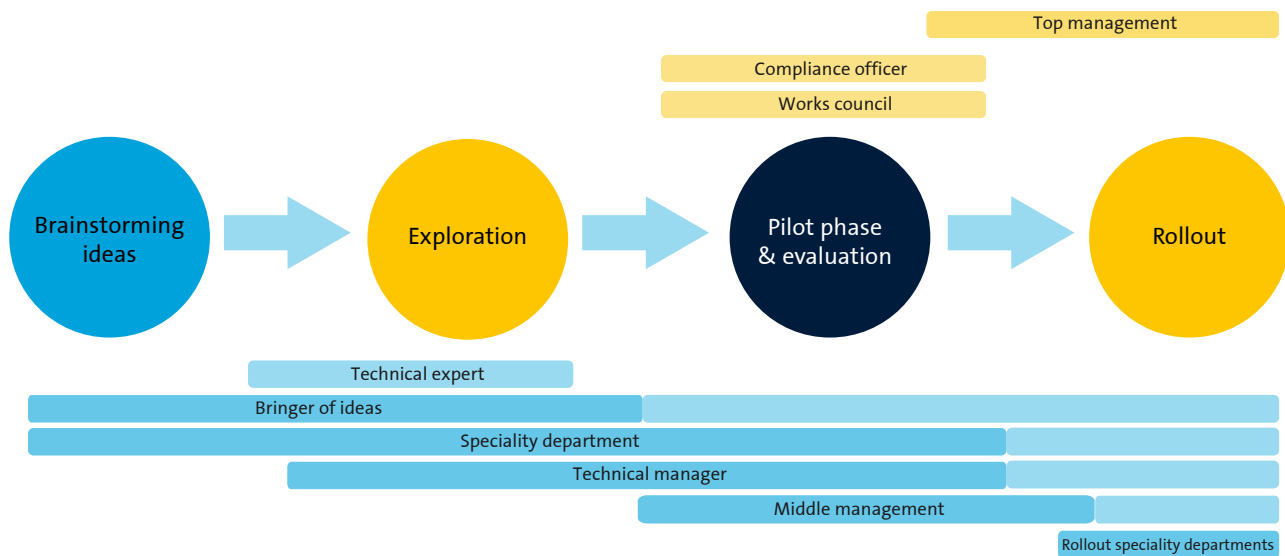 Top management
Compliance officer
Works council
Brainstorming
ideas
Exploration
Pilot phase
& evaluation
Rollout
Technical expert
Bringer of ideas
Speciality department
Technical manager
Middle management
Rollout speciality departments